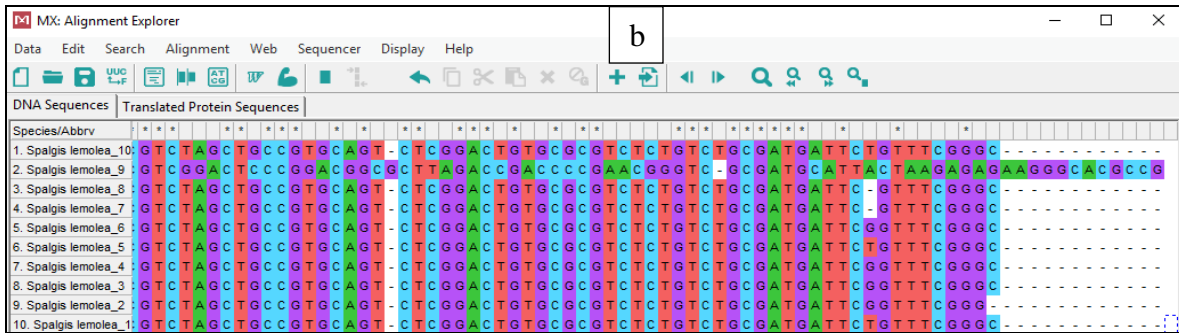 MX: Alignment Explorer
b
Data Edit Search Alignment Web Sequencer Display Help
DNA Sequences Translated Protein Sequences
Species/Abbrv * * * * * * * * * * * * * * * * * * * * * * * * * * * * * *
1. Spalgis lemolea_10 G T C T A G C T G C C G T G C A G T - C T C G G A C T G T G C G C G T C T C T G T C T G C G A T G A T T C T G T T T C G G G C - - - - - - - - - - - -
2. Spalgis lemolea_9 G T C G G A C T C C C G G A C G G C G C T T A G A C C G A C C C C G A A C G G G T C - G C G A T G C A T T A C T A A G A G A G A A G G G C A C G C C G
3. Spalgis lemolea_8 G T C T A G C T G C C G T G C A G T - C T C G G A C T G T G C G C G T C T C T G T C T G C G A T G A T T C - G T T T C G G G C - - - - - - - - - - - -
4. Spalgis lemolea_7 G T C T A G C T G C C G T G C A G T - C T C G G A C T G T G C G C G T C T C T G T C T G C G A T G A T T C - G T T T C G G G C - - - - - - - - - - - -
5. Spalgis lemolea_6 G T C T A G C T G C C G T G C A G T - C T C G G A C T G T G C G C G T C T C T G T C T G C G A T G A T T C G G T T T C G G G C - - - - - - - - - - - -
6. Spalgis lemolea_5 G T C T A G C T G C C G T G C A G T - C T C G G A C T G T G C G C G T C T C T G T C T G C G A T G A T T C T G T T T C G G G C - - - - - - - - - - - -
7. Spalgis lemolea_4 G T C T A G C T G C C G T G C A G T - C T C G G A C T G T G C G C G T C T C T G T C T G C G A T G A T T C G G T T T C G G G C - - - - - - - - - - - -
8. Spalgis lemolea_3 G T C T A G C T G C C G T G C A G T - C T C G G A C T G T G C G C G T C T C T G T C T G C G A T G A T T C G G T T T C G G G C - - - - - - - - - - - -
9. Spalgis lemolea_2 G T C T A G C T G C C G T G C A G T - C T C G G A C T G T G C G C G T C T C T G T C T G C G A T G A T T C G G T T T C G G G - - - - - - - - - - - - -
10. Spalgis lemolea_1 G T C T A G C T G C C G T G C A G T - C T C G G A C T G T G C G C G T C T C T G T C T G C G A T G A T T C T G T T T C G G G C - - - - - - - - - - - -